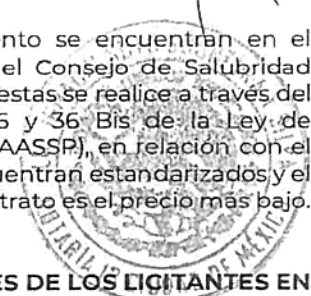 ento se encuentran en el
el Consejo de Salubridad
estas se realice a través del
5 y 36 Bis de la Ley de
AASSP), en relación con el
uentran estandarizados y el
trato es el precio más bajo.
ES DE LOS LICITANTES EN